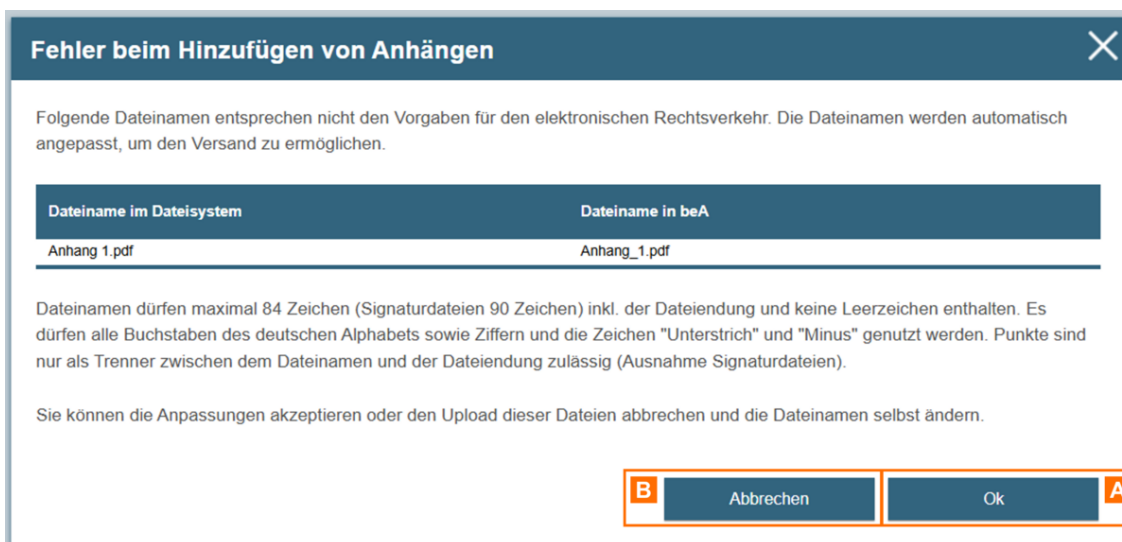 Fehler beim Hinzufügen von Anhängen
Folgende Dateinamen entsprechen nicht den Vorgaben für den elektronischen Rechtsverkehr. Die Dateinamen werden automatisch
angepasst, um den Versand zu ermöglichen.
Dateiname im Dateisystem Dateiname in beA
Anhang 1.pdf Anhang_1.pdf
Dateinamen dürfen maximal 84 Zeichen (Signaturdateien 90 Zeichen) inkl. der Dateiendung und keine Leerzeichen enthalten. Es
dürfen alle Buchstaben des deutschen Alphabets sowie Ziffern und die Zeichen "Unterstrich" und "Minus" genutzt werden. Punkte sind
nur als Trenner zwischen dem Dateinamen und der Dateiendung zulässig (Ausnahme Signaturdateien).
Sie können die Anpassungen akzeptieren oder den Upload dieser Dateien abbrechen und die Dateinamen selbst ändern.
B Abbrechen Ok A